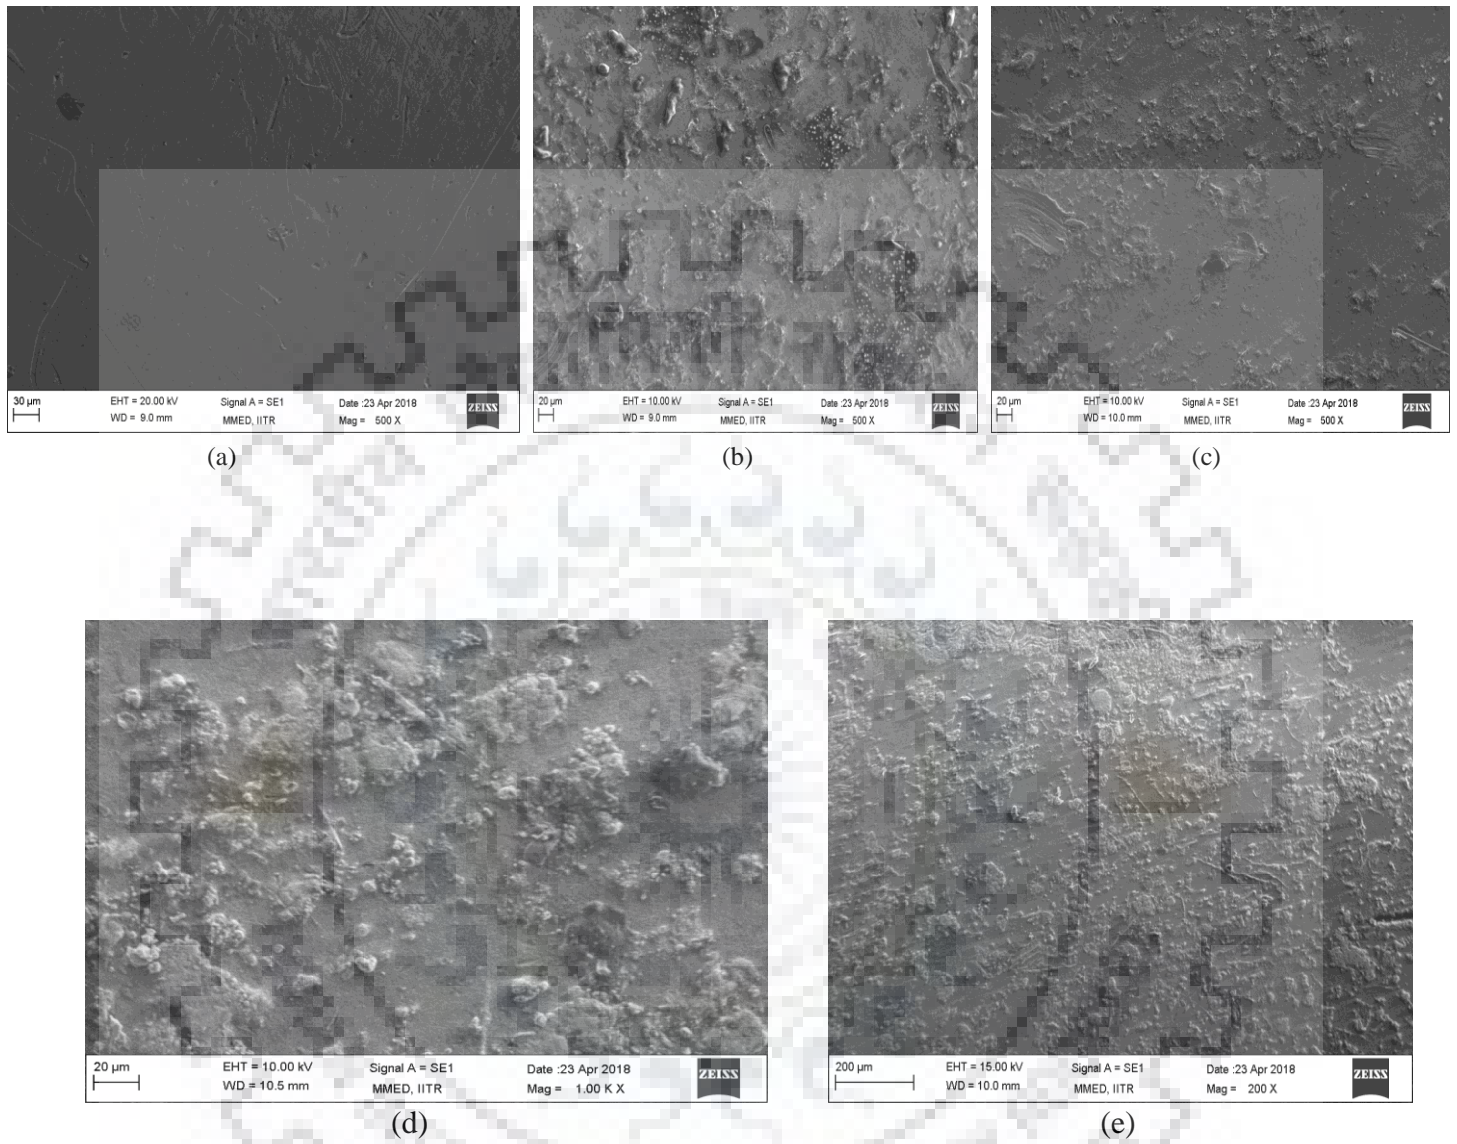 30 µm EHT = 20.00 kV Signal A = SE1 Date :23 Apr 2018 ZEISS
WD = 9.0 mm MMED, IITR Mag = 500 X
20 µm EHT = 10.00 kV Signal A = SE1 Date :23 Apr 2018 ZEISS
WD = 9.0 mm MMED, IITR Mag = 500 X
20 µm EHT = 10.00 kV Signal A = SE1 Date :23 Apr 2018 ZEISS
WD = 10.0 mm MMED, IITR Mag = 500 X
(a) (b) (c)
20 µm EHT = 10.00 kV Signal A = SE1 Date :23 Apr 2018 ZEISS
WD = 10.5 mm MMED, IITR Mag = 1.00 K X
200 µm EHT = 15.00 kV Signal A = SE1 Date :23 Apr 2018 ZEISS
WD = 10.0 mm MMED, IITR Mag = 200 X
(d) (e)